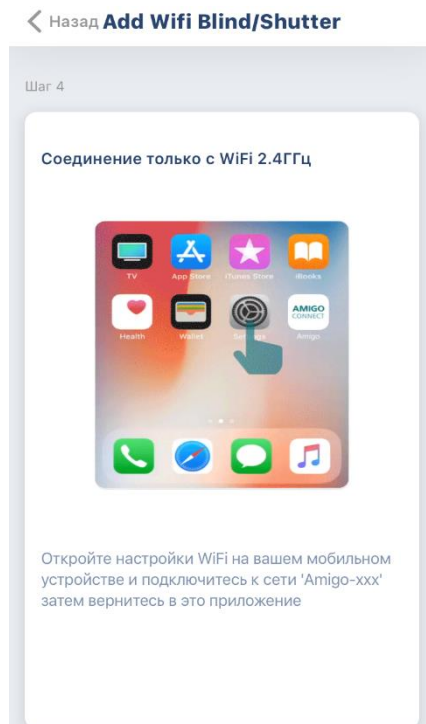 Назад Add Wifi Blind/Shutter
Шаг 4
Соединение только с WiFi 2.4ГГц
TV App Store iTunes Store iBooks
AMIGO
CONNECT
Health Wallet Amigo
Откройте настройки WiFi на вашем мобильном
устройстве и подключитесь к сети 'Amigo-xxx'
затем вернитесь в это приложение